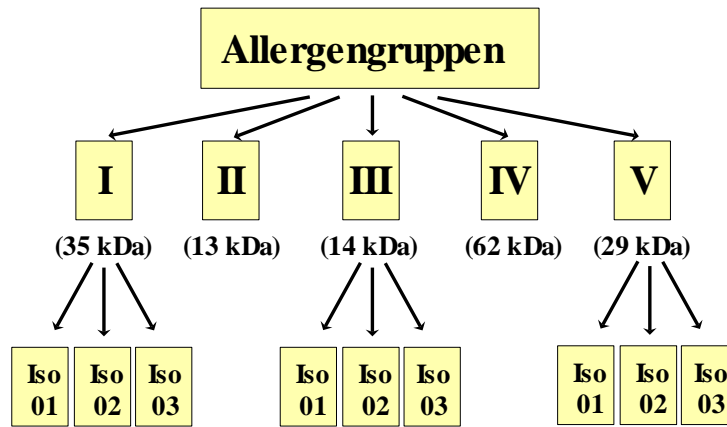 Allergengruppen
I II III IV V
(35 kDa) (13 kDa) (14 kDa) (62 kDa) (29 kDa)
Iso Iso Iso Iso Iso Iso Iso Iso Iso
01 02 03 01 02 03 01 02 03